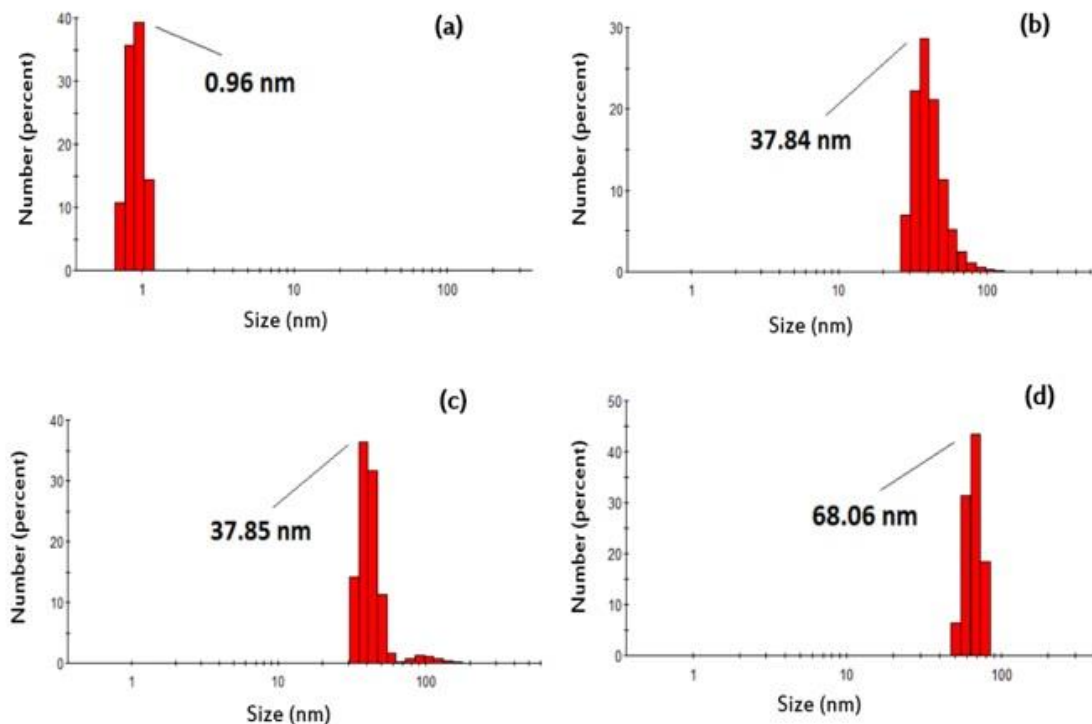 (a)
40
30
20
10
0
Number (percent)
0.96 nm
1 10 100
Size (nm)
(b)
30
20
10
0
Number (percent)
37.84 nm
1 10 100
Size (nm)
(c)
40
30
20
10
0
Number (percent)
37.85 nm
1 10 100
Size (nm)
(d)
50
40
30
20
10
0
Number (percent)
68.06 nm
1 10 100
Size (nm)